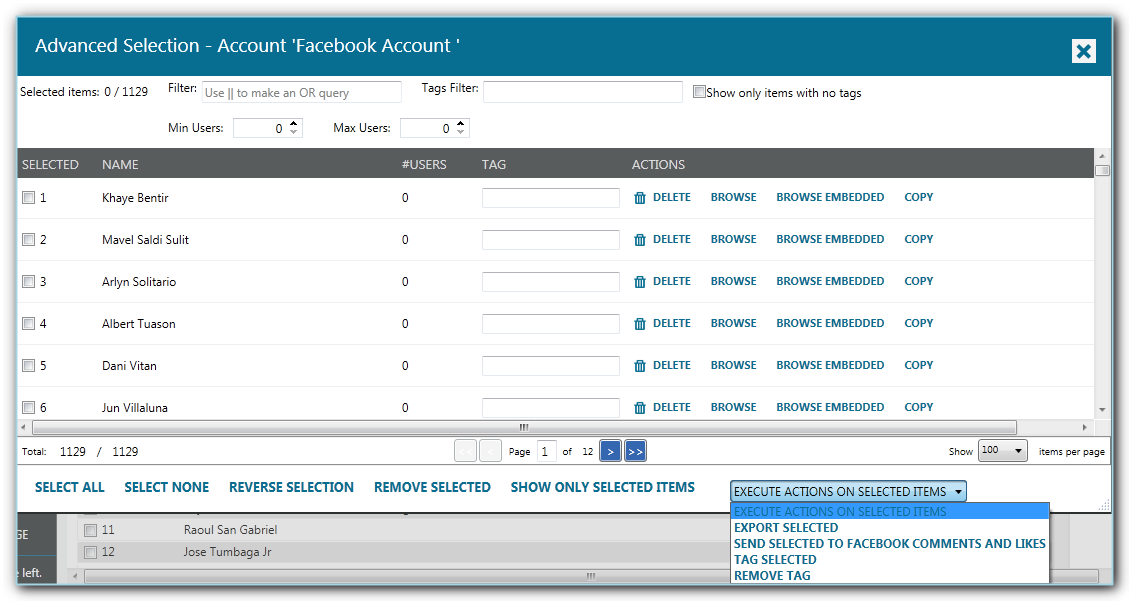 Advanced Selection - Account 'Facebook Account '
Selected items: 0 / 1129 Filter: Use || to make an OR query Tags Filter: Show only items with no tags
Min Users: 0 Max Users: 0
SELECTED NAME #USERS TAG ACTIONS
1 Khaye Bentir 0 DELETE BROWSE BROWSE EMBEDDED COPY
2 Mavel Saldi Sulit 0 DELETE BROWSE BROWSE EMBEDDED COPY
3 Arlyn Solitario 0 DELETE BROWSE BROWSE EMBEDDED COPY
4 Albert Tuason 0 DELETE BROWSE BROWSE EMBEDDED COPY
5 Dani Vitan 0 DELETE BROWSE BROWSE EMBEDDED COPY
6 Jun Villaluna 0 DELETE BROWSE BROWSE EMBEDDED COPY
Total: 1129 / 1129 << < Page 1 of 12 > >> Show 100 items per page
SELECT ALL SELECT NONE REVERSE SELECTION REMOVE SELECTED SHOW ONLY SELECTED ITEMS EXECUTE ACTIONS ON SELECTED ITEMS
EXECUTE ACTIONS ON SELECTED ITEMS
EXPORT SELECTED
SEND SELECTED TO FACEBOOK COMMENTS AND LIKES
TAG SELECTED
REMOVE TAG
GE 11 Raoul San Gabriel
12 Jose Tumbaga Jr
e left.